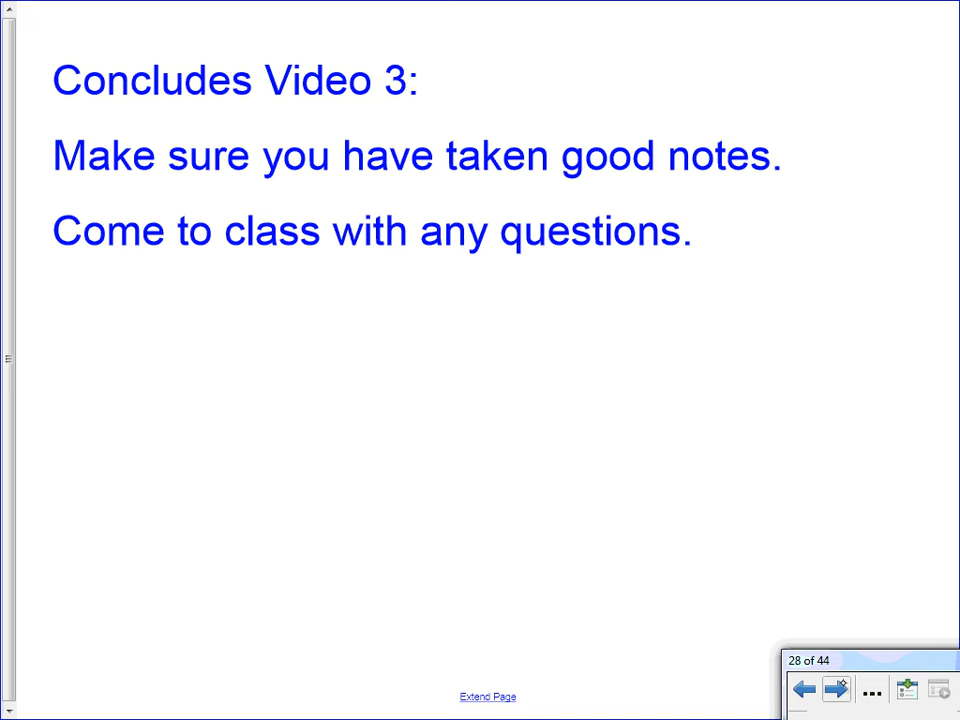 Concludes Video 3:
Make sure you have taken good notes.
Come to class with any questions.
28 of 44
Extend Page